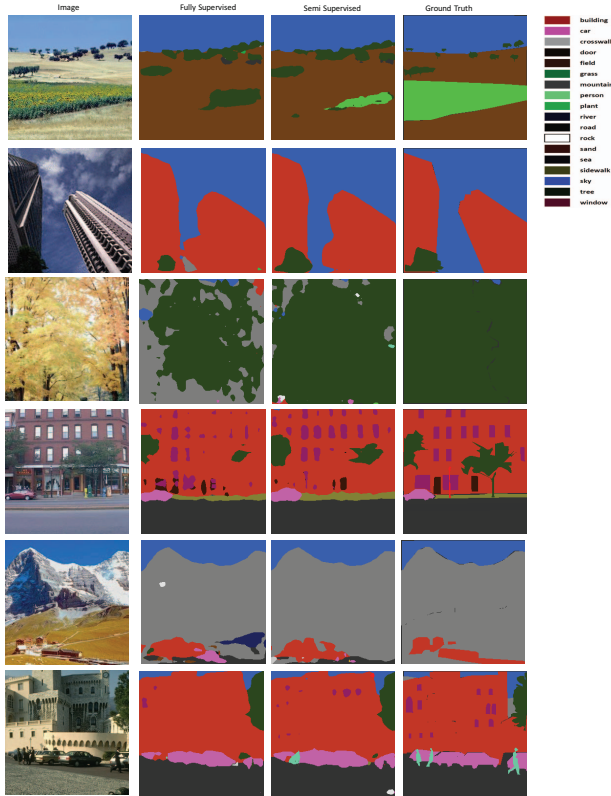 Image
Fully Supervised
Semi Supervised
Ground Truth
building
car
crosswalk
door
field
grass
mountain
person
plant
river
road
rock
sand
sea
sidewalk
sky
tree
window